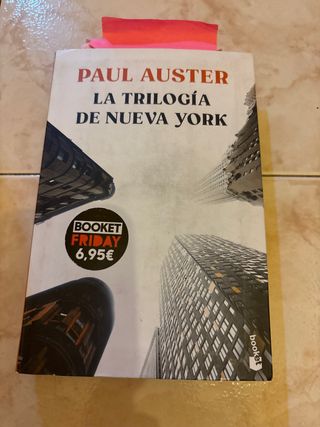 PAUL AUSTER
LA TRILOGÍA
DE NUEVA YORK
BOOKET
FRIDAY
6,95€
booket